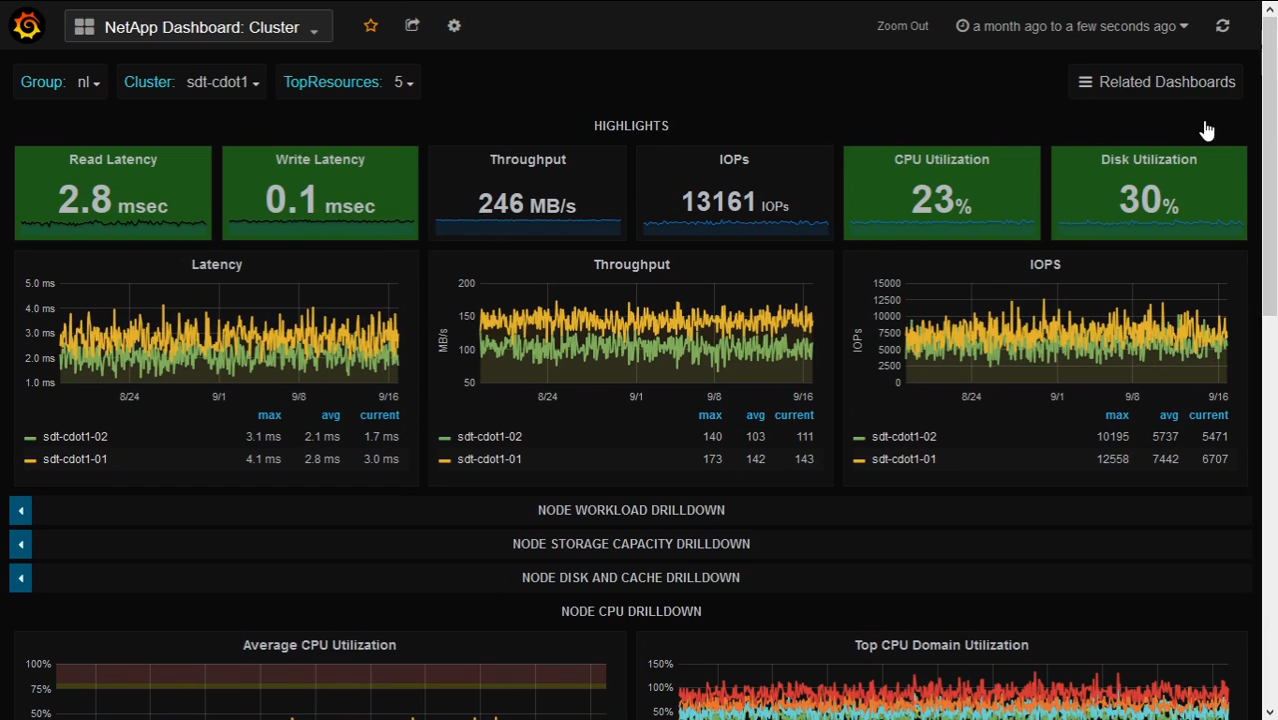 NetApp Dashboard: Cluster
Zoom Out
a month ago to a few seconds ago
Group: nl
Cluster: sdt-cdot1
TopResources: 5
Related Dashboards
HIGHLIGHTS
Read Latency
2.8 msec
Write Latency
0.1 msec
Throughput
246 MB/s
IOPs
13161 IOPs
CPU Utilization
23%
Disk Utilization
30%
Latency
5.0 ms
4.0 ms
3.0 ms
2.0 ms
1.0 ms
8/24 9/1 9/8 9/16
max avg current
sdt-cdot1-02 3.1 ms 2.1 ms 1.7 ms
sdt-cdot1-01 4.1 ms 2.8 ms 3.0 ms
Throughput
MB/s
200
150
100
50
8/24 9/1 9/8 9/16
max avg current
sdt-cdot1-02 140 103 111
sdt-cdot1-01 173 142 143
IOPS
IOPs
15000
12500
10000
7500
5000
2500
0
8/24 9/1 9/8 9/16
max avg current
sdt-cdot1-02 10195 5737 5471
sdt-cdot1-01 12558 7442 6707
NODE WORKLOAD DRILLDOWN
NODE STORAGE CAPACITY DRILLDOWN
NODE DISK AND CACHE DRILLDOWN
NODE CPU DRILLDOWN
Average CPU Utilization
100%
75%
50%
Top CPU Domain Utilization
150%
100%
50%